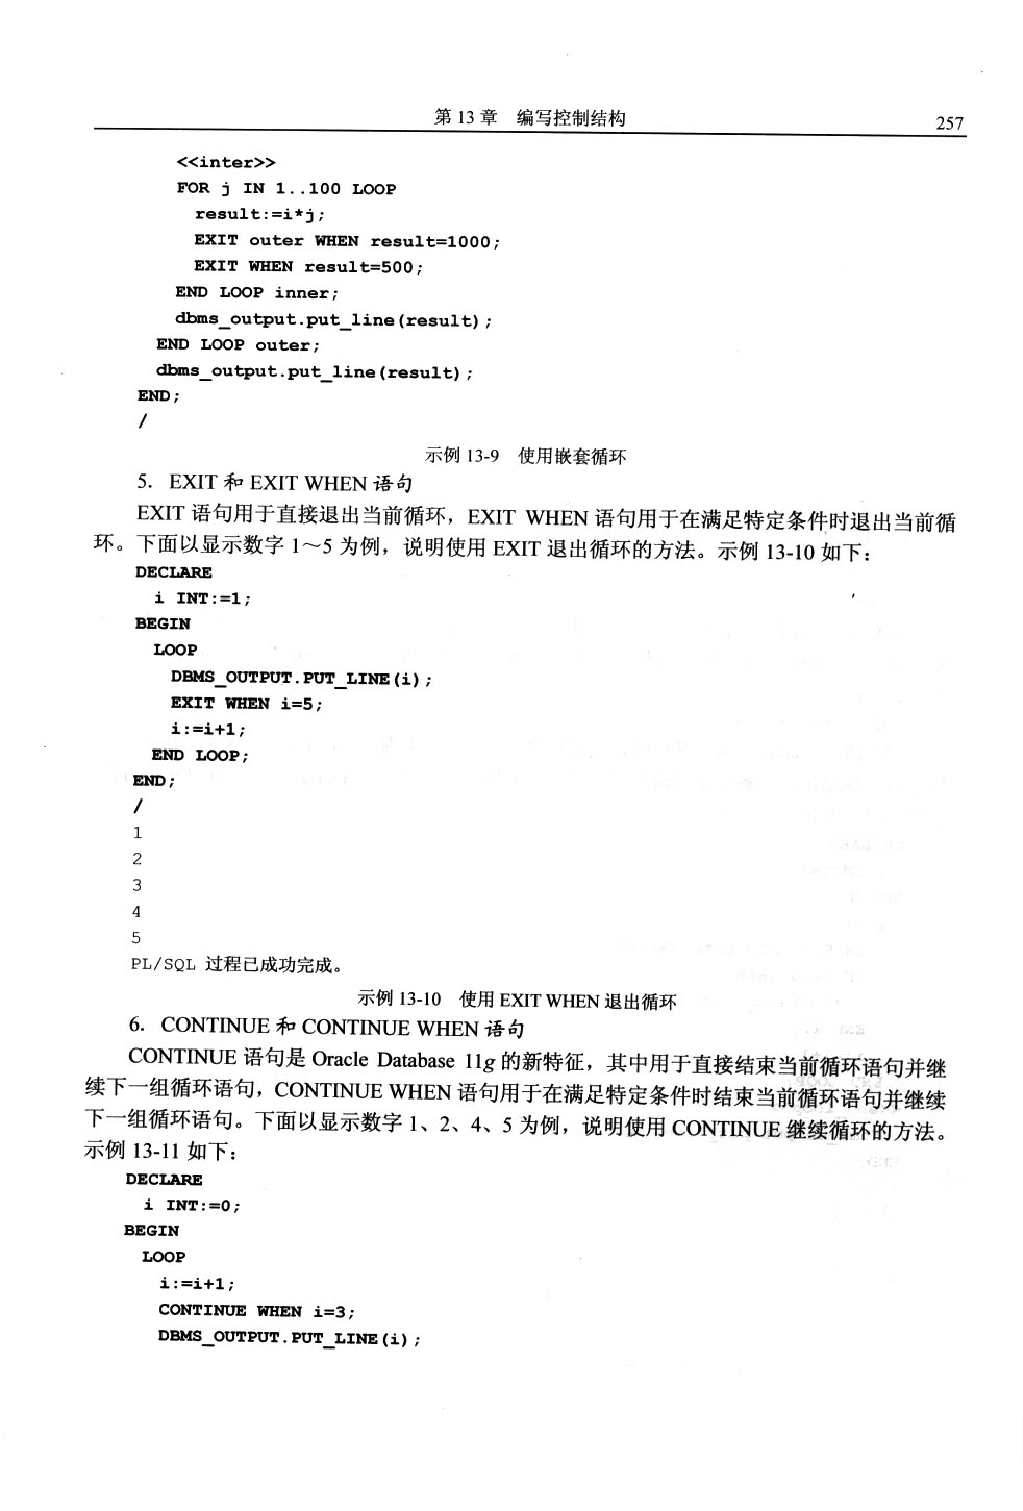 第 13 章　编写控制结构
257
<<inter>>
FOR j IN 1..100 LOOP
result:=i*j;
EXIT outer WHEN result=1000;
EXIT WHEN result=500;
END LOOP inner;
dbms_output.put_line(result);
END LOOP outer;
dbms_output.put_line(result);
END;
/
示例 13-9　使用嵌套循环
5．EXIT 和 EXIT WHEN 语句
EXIT 语句用于直接退出当前循环，EXIT WHEN 语句用于在满足特定条件时退出当前循
环。下面以显示数字 1～5 为例，说明使用 EXIT 退出循环的方法。示例 13-10 如下：
DECLARE
i INT:=1;
BEGIN
LOOP
DBMS_OUTPUT.PUT_LINE(i);
EXIT WHEN i=5;
i:=i+1;
END LOOP;
END;
/
1
2
3
4
5
PL/SQL 过程已成功完成。
示例 13-10　使用 EXIT WHEN 退出循环
6．CONTINUE 和 CONTINUE WHEN 语句
CONTINUE 语句是 Oracle Database 11g 的新特征，其中用于直接结束当前循环语句并继
续下一组循环语句，CONTINUE WHEN 语句用于在满足特定条件时结束当前循环语句并继续
下一组循环语句。下面以显示数字 1、2、4、5 为例，说明使用 CONTINUE 继续循环的方法。
示例 13-11 如下：
DECLARE
i INT:=0;
BEGIN
LOOP
i:=i+1;
CONTINUE WHEN i=3;
DBMS_OUTPUT.PUT_LINE(i);